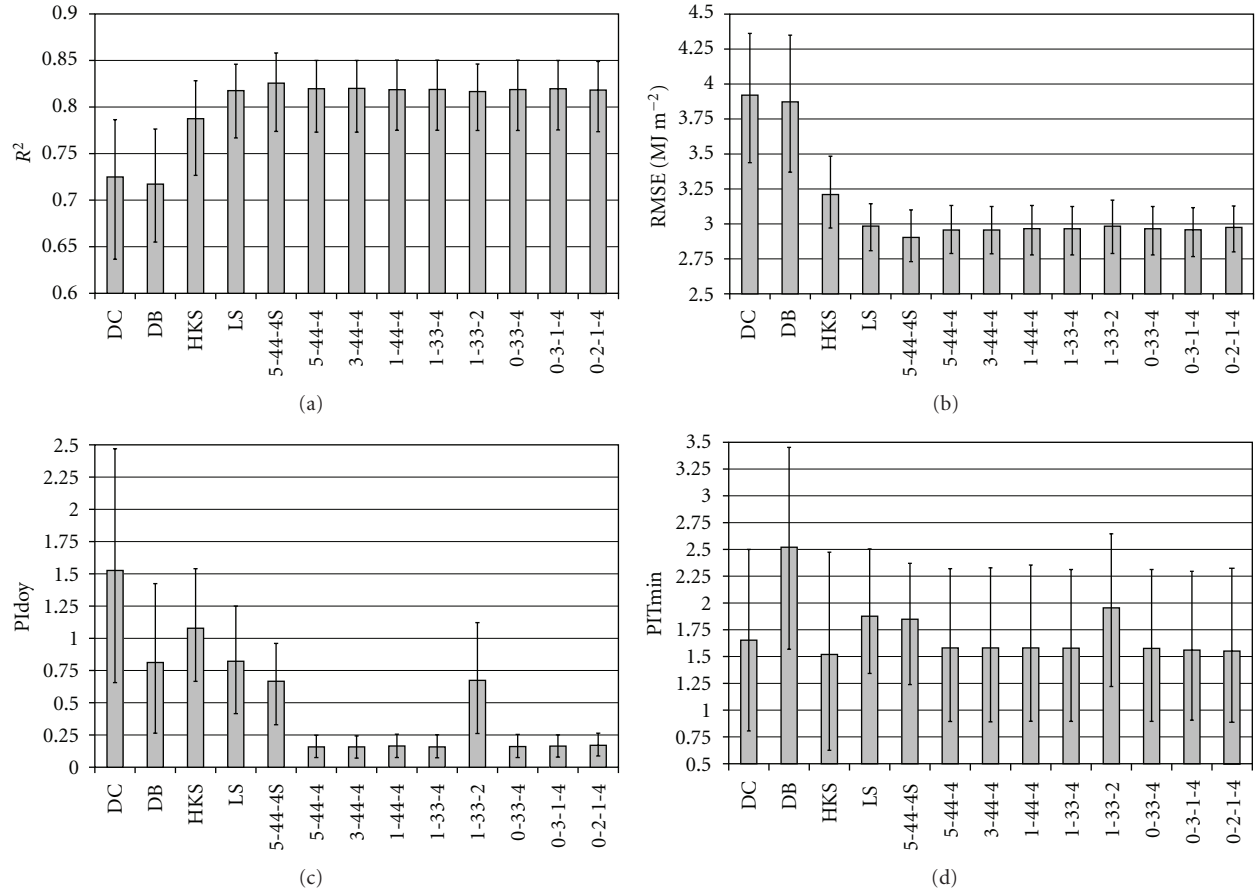 0.9
0.85
0.8
0.75
0.7
0.65
0.6
R²
DC
DB
HKS
LS
5-44-4S
5-44-4
3-44-4
1-44-4
1-33-4
1-33-2
0-33-4
0-3-1-4
0-2-1-4
(a)
4.5
4.25
4
3.75
3.5
3.25
3
2.75
2.5
RMSE (MJ m⁻²)
DC
DB
HKS
LS
5-44-4S
5-44-4
3-44-4
1-44-4
1-33-4
1-33-2
0-33-4
0-3-1-4
0-2-1-4
(b)
2.5
2.25
2
1.75
1.5
1.25
1
0.75
0.5
0.25
0
PIdoy
DC
DB
HKS
LS
5-44-4S
5-44-4
3-44-4
1-44-4
1-33-4
1-33-2
0-33-4
0-3-1-4
0-2-1-4
(c)
3.5
3.25
3
2.75
2.5
2.25
2
1.75
1.5
1.25
1
0.75
0.5
PITmin
DC
DB
HKS
LS
5-44-4S
5-44-4
3-44-4
1-44-4
1-33-4
1-33-2
0-33-4
0-3-1-4
0-2-1-4
(d)